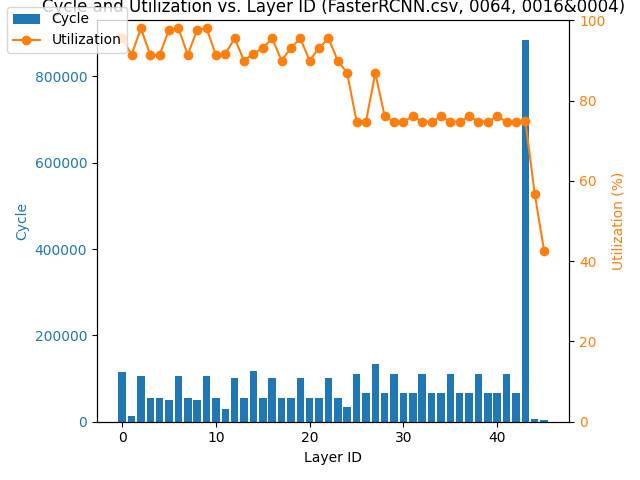 Cycle and Utilization vs. Layer ID (FasterRCNN.csv, 0064, 0016&0004)
Cycle
Utilization
100
80
60
40
20
0
Utilization (%)
800000
600000
400000
200000
0
Cycle
0
10
20
30
40
Layer ID